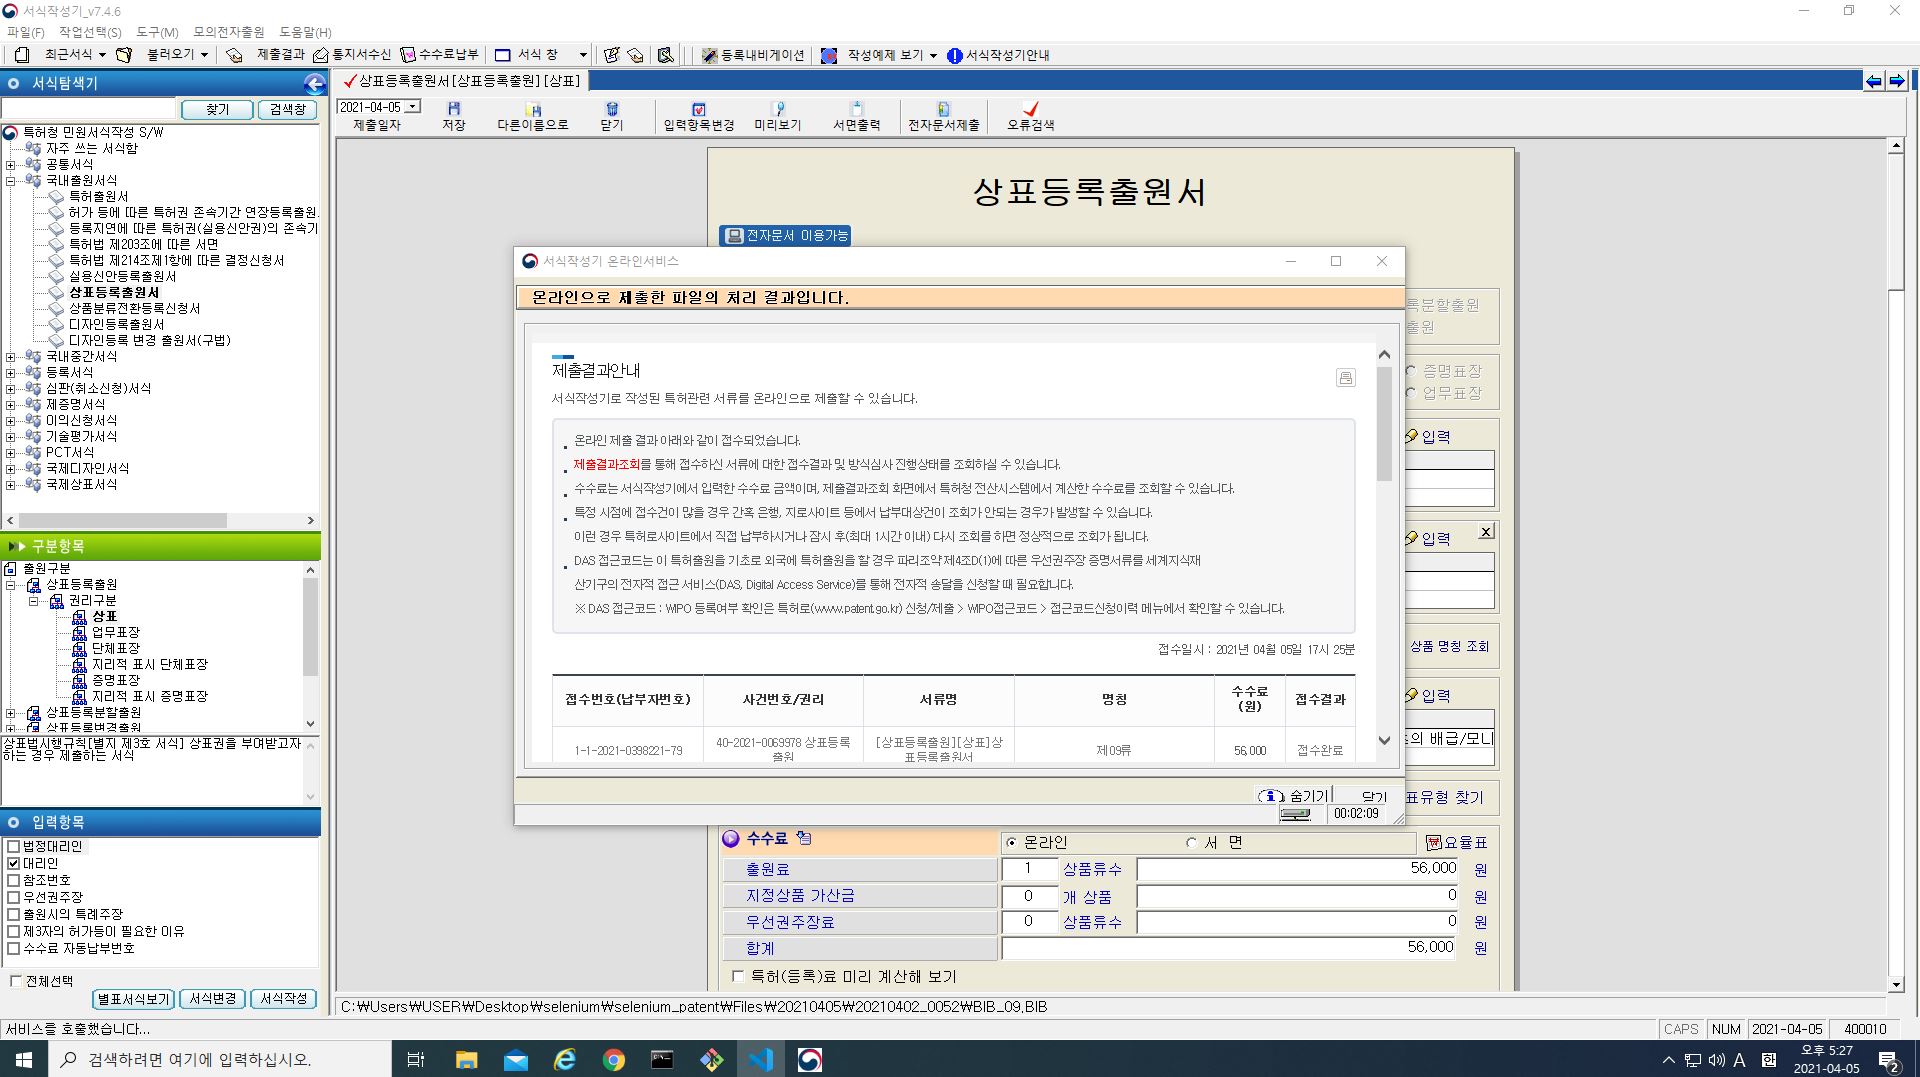 서식작성기_v7.4.6
파일(F) 작업선택(S) 도구(M) 모의전자출원 도움말(H)
최근서식 불러오기 제출결과 통지서수신 수수료납부 서식 창 등록내비게이션 작성예제 보기 서식작성기안내
서식탐색기
찾기 검색창
특허청 민원서식작성 S/W
자주 쓰는 서식함
공통서식
국내출원서식
특허출원서
허가 등에 따른 특허권 존속기간 연장등록출원.
등록지연에 따른 특허권(실용신안권)의 존속기
특허법 제203조에 따른 서면
특허법 제214조제1항에 따른 결정신청서
실용신안등록출원서
상표등록출원서
상품분류전환등록신청서
디자인등록출원서
디자인등록 변경 출원서(구법)
국내중간서식
등록서식
심판(취소신청)서식
제증명서식
이의신청서식
기술평가서식
PCT서식
국제디자인서식
국제상표서식
구분항목
출원구분
상표등록출원
권리구분
상표
업무표장
단체표장
지리적 표시 단체표장
증명표장
지리적 표시 증명표장
상표등록분할출원
상표등록변경출원
상표법시행규칙[별지 제3호 서식] 상표권을 부여받고자
하는 경우 제출하는 서식
입력항목
법정대리인
대리인
참조번호
우선권주장
출원시의 특례주장
제3자의 허가등이 필요한 이유
수수료 자동납부번호
전체선택
별표서식보기 서식변경 서식작성
상표등록출원서[상표등록출원][상표]
2021-04-05
제출일자 저장 다른이름으로 닫기 입력항목변경 미리보기 서면출력 전자문서제출 오류검색
상표등록출원서
전자문서 이용가능
록분할출원
출원
증명표장
업무표장
입력
입력
X
상품 명칭 조회
입력
의 배급/모니
표유형 찾기
서식작성기 온라인서비스
온라인으로 제출한 파일의 처리 결과입니다.
제출결과안내
서식작성기로 작성된 특허관련 서류를 온라인으로 제출할 수 있습니다.
온라인 제출 결과 아래와 같이 접수되었습니다.
제출결과조회를 통해 접수하신 서류에 대한 접수결과 및 방식심사 진행상태를 조회하실 수 있습니다.
수수료는 서식작성기에서 입력한 수수료 금액이며, 제출결과조회 화면에서 특허청 전산시스템에서 계산한 수수료를 조회할 수 있습니다.
특정 시점에 접수건이 많을 경우 간혹 은행, 지로사이트 등에서 납부대상건이 조회가 안되는 경우가 발생할 수 있습니다.
이런 경우 특허로사이트에서 직접 납부하시거나 잠시 후(최대 1시간 이내) 다시 조회를 하면 정상적으로 조회가 됩니다.
DAS 접근코드는 이 특허출원을 기초로 외국에 특허출원을 할 경우 파리조약 제4조D(1)에 따른 우선권주장 증명서류를 세계지식재
산기구의 전자적 접근 서비스(DAS, Digital Access Service)를 통해 전자적 송달을 신청할 때 필요합니다.
※ DAS 접근코드 : WIPO 등록여부 확인은 특허로(www.patent.go.kr) 신청/제출 > WIPO접근코드 > 접근코드신청이력 메뉴에서 확인할 수 있습니다.
접수일시 : 2021년 04월 05일 17시 25분
접수번호(납부자번호) 사건번호/권리 서류명 명칭 수수료(원) 접수결과
1-1-2021-0398221-79 40-2021-0069978 상표등록출원 [상표등록출원][상표]상표등록출원서 제09류 56,000 접수완료
숨기기 닫기
00:02:09
수수료 온라인 서 면 요율표
출원료 1 상품류수 56,000 원
지정상품 가산금 0 개 상품 0 원
우선권주장료 0 상품류수 0 원
합계 56,000 원
특허(등록)료 미리 계산해 보기
C:₩Users₩USER₩Desktop₩selenium₩selenium_patent₩Files₩20210405₩20210402_0052₩BIB_09.BIB
서비스을 호출했습니다...
CAPS NUM 2021-04-05 400010
검색하려면 여기에 입력하십시오.
A 한
오후 5:27
2021-04-05
2